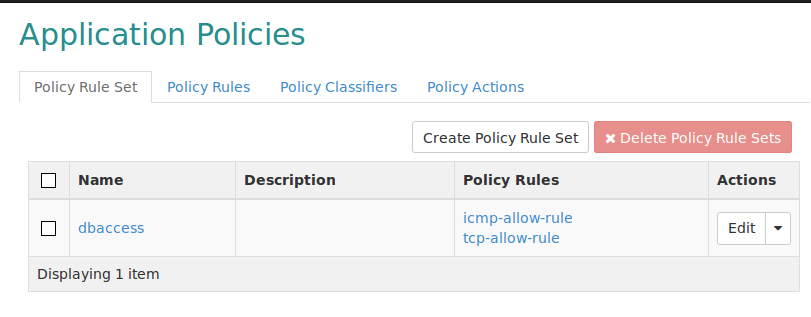 Application Policies
Policy Rule Set Policy Rules Policy Classifiers Policy Actions
Create Policy Rule Set ✖ Delete Policy Rule Sets
Name Description Policy Rules Actions
dbaccess icmp-allow-rule Edit
tcp-allow-rule
Displaying 1 item